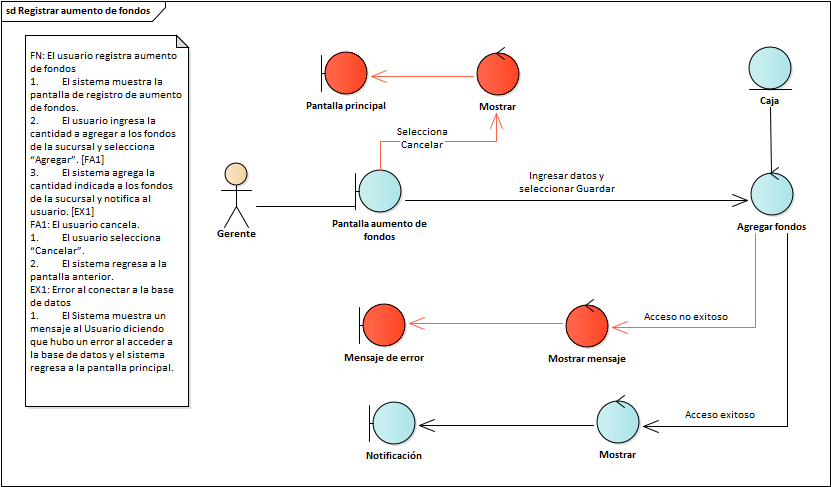 sd Registrar aumento de fondos
FN: El usuario registra aumento
de fondos
1. El sistema muestra la
pantalla de registro de aumento
de fondos.
2. El usuario ingresa la
cantidad a agregar a los fondos
de la sucursal y selecciona
“Agregar”. [FA1]
3. El sistema agrega la
cantidad indicada a los fondos
de la sucursal y notifica al
usuario. [EX1]
FA1: El usuario cancela.
1. El usuario selecciona
“Cancelar”.
2. El sistema regresa a la
pantalla anterior.
EX1: Error al conectar a la base
de datos
1. El Sistema muestra un
mensaje al Usuario diciendo
que hubo un error al acceder a
la base de datos y el sistema
regresa a la pantalla principal.
Pantalla principal
Mostrar
Caja
Selecciona
Cancelar
Ingresar datos y
seleccionar Guardar
Gerente
Pantalla aumento de
fondos
Agregar fondos
Acceso no exitoso
Mensaje de error
Mostrar mensaje
Acceso exitoso
Notificación
Mostrar